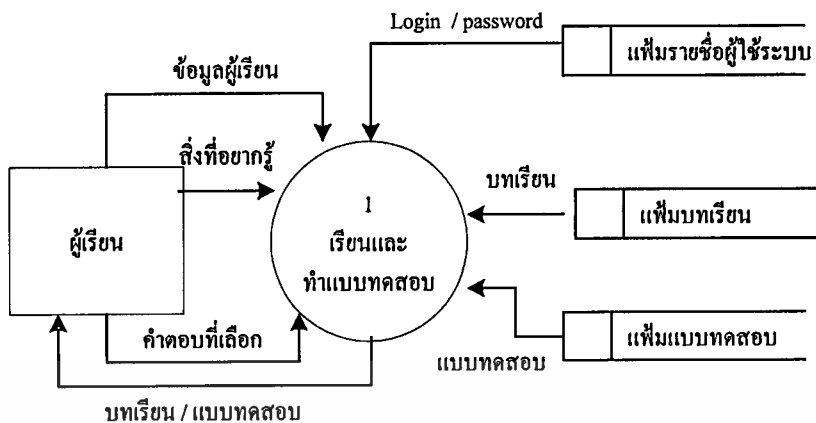 Login / password
แฟ้มรายชื่อผู้ใช้ระบบ
ข้อมูลผู้เรียน
สิ่งที่อยากรู้
บทเรียน
1
เรียนและ
ทำแบบทดสอบ
ผู้เรียน
แฟ้มบทเรียน
คำตอบที่เลือก
แบบทดสอบ
แฟ้มแบบทดสอบ
บทเรียน / แบบทดสอบ